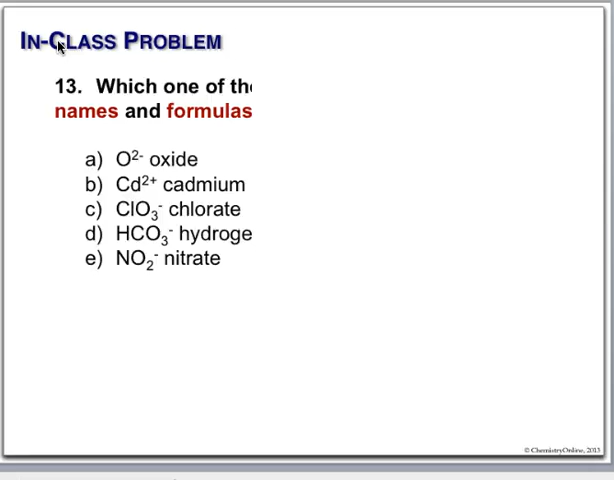 IN-CLASS PROBLEM
13. Which one of the
names and formulas
a) O²⁻ oxide
b) Cd²⁺ cadmium
c) ClO₃⁻ chlorate
d) HCO₃⁻ hydroge
e) NO₂⁻ nitrate
© ChemistryOnline, 2013